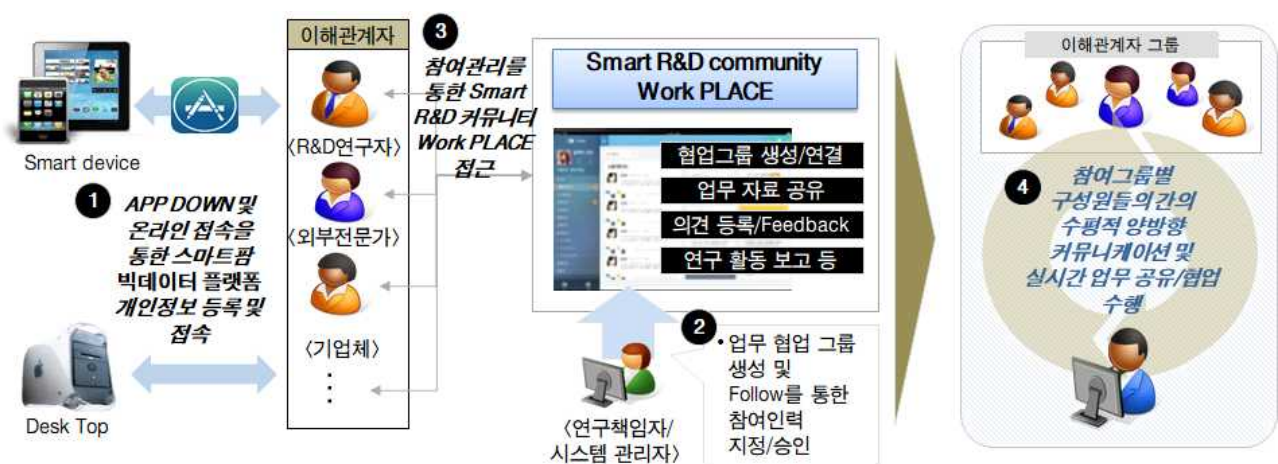 Smart device
1
APP DOWN 및
온라인 접속을
통한 스마트팜
빅데이터 플랫폼
개인정보 등록 및
접속
Desk Top
이해관계자
〈R&D연구자〉
〈외부전문가〉
〈기업체〉
3
참여관리를
통한 Smart
R&D 커뮤니티
Work PLACE
접근
Smart R&D community
Work PLACE
협업그룹 생성/연결
업무 자료 공유
의견 등록/Feedback
연구 활동 보고 등
〈연구책임자/
시스템 관리자〉
2
• 업무 협업 그룹
생성 및
Follow를 통한
참여인력
지정/승인
이해관계자 그룹
4
참여그룹별
구성원들의간의
수평적 양방향
커뮤니케이션 및
실시간 업무 공유/협업
수행